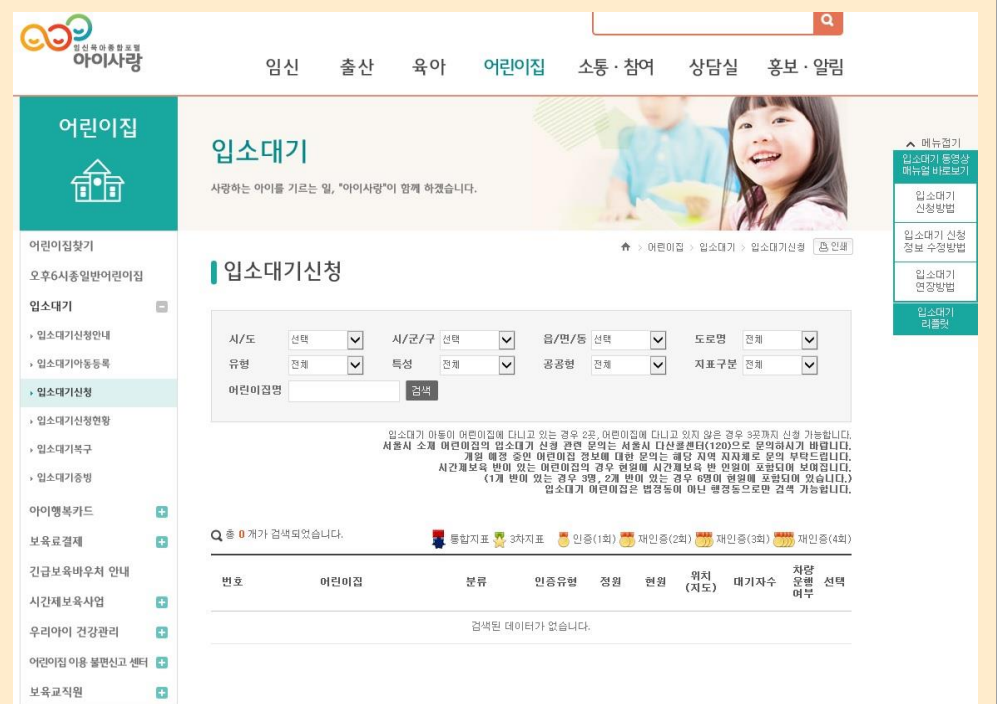 임신육아종합포털
아이사랑
임신 출산 육아 어린이집 소통·참여 상담실 홍보·알림
어린이집
입소대기
사랑하는 아이를 기르는 일, "아이사랑"이 함께 하겠습니다.
메뉴접기
입소대기 동영상
매뉴얼 바로보기
입소대기
신청방법
입소대기 신청
정보 수정방법
입소대기
연장방법
입소대기
리플릿
어린이집찾기
오후6시종일반어린이집
입소대기
입소대기신청안내
입소대기아동등록
입소대기신청
입소대기신청현황
입소대기복구
입소대기증빙
아이행복카드
보육료결제
긴급보육바우처 안내
시간제보육사업
우리아이 건강관리
어린이집 이용 불편신고 센터
보육교직원
> 어린이집 > 입소대기 > 입소대기신청 인쇄
입소대기신청
시/도 선택 시/군/구 선택 읍/면/동 선택 도로명 전체
유형 전체 특성 전체 공공형 전체 지표구분 전체
어린이집명 검색
입소대기 아동이 어린이집에 다니고 있는 경우 2곳, 어린이집에 다니고 있지 않은 경우 3곳까지 신청 가능합니다.
서울시 소재 어린이집의 입소대기 신청 관련 문의는 서울시 다산콜센터(120)으로 문의하시기 바랍니다.
개원 예정 중인 어린이집 정보에 대한 문의는 해당 지역 지자체로 문의 부탁드립니다.
시간제보육 반이 있는 어린이집의 경우 현원에 시간제보육 반 인원이 포함되어 보여집니다.
(1개 반이 있는 경우 3명, 2개 반이 있는 경우 6명이 현원에 포함되어 있습니다.)
입소대기 어린이집은 법정동이 아닌 행정동으로만 검색 가능합니다.
총 0 개가 검색되었습니다. 통합지표 3차지표 인증(1회) 재인증(2회) 재인증(3회) 재인증(4회)
번호 어린이집 분류 인증유형 정원 현원 위치(지도) 대기자수 차량운행여부 선택
검색된 데이터가 없습니다.